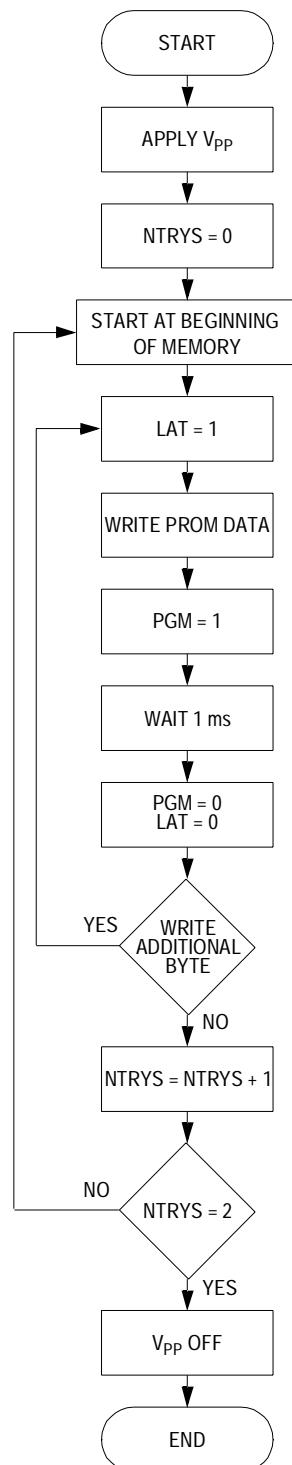 START
APPLY VPP
NTRYS = 0
START AT BEGINNING
OF MEMORY
LAT = 1
WRITE PROM DATA
PGM = 1
WAIT 1 ms
PGM = 0
LAT = 0
YES
WRITE
ADDITIONAL
BYTE
NO
NTRYS = NTRYS + 1
NO
NTRYS = 2
YES
VPP OFF
END